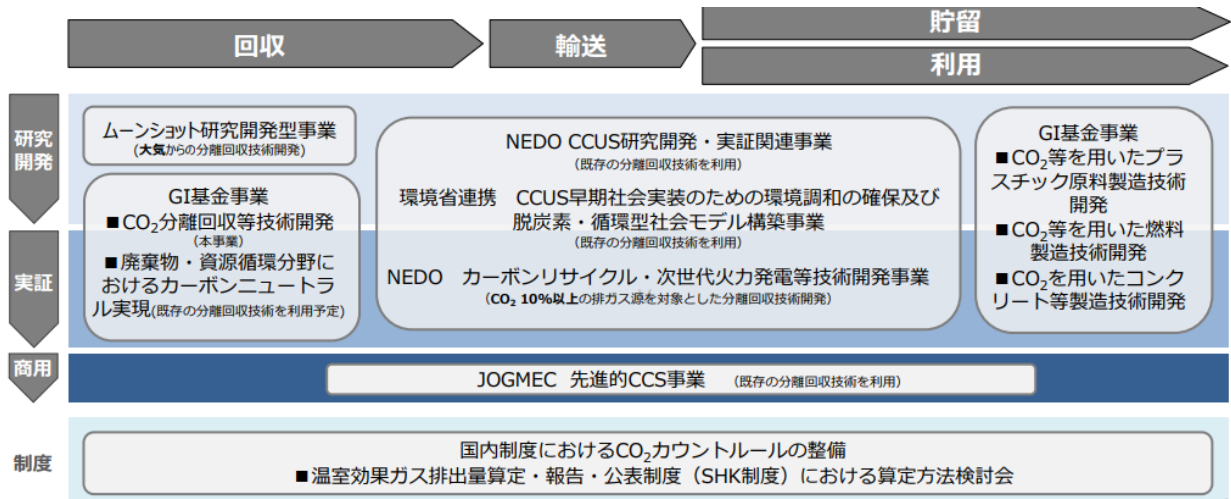 回収
輸送
貯留
利用
研究
開発
ムーンショット研究開発型事業
(大気からの分離回収技術開発)
GI基金事業
■CO₂分離回収等技術開発
(本事業)
■廃棄物・資源循環分野に
おけるカーボンニュートラ
ル実現(既存の分離回収技術を利用予定)
NEDO CCUS研究開発・実証関連事業
(既存の分離回収技術を利用)
環境省連携 CCUS早期社会実装のための環境調和の確保及び
脱炭素・循環型社会モデル構築事業
(既存の分離回収技術を利用)
NEDO カーボンリサイクル・次世代火力発電等技術開発事業
(CO₂ 10%以上の排ガス源を対象とした分離回収技術開発)
GI基金事業
■CO₂等を用いたプラ
スチック原料製造技術
開発
■CO₂等を用いた燃料
製造技術開発
■CO₂を用いたコンク
リート等製造技術開発
実証
商用
JOGMEC 先進的CCS事業 (既存の分離回収技術を利用)
制度
国内制度におけるCO₂カウントルールの整備
■温室効果ガス排出量算定・報告・公表制度（SHK制度）における算定方法検討会